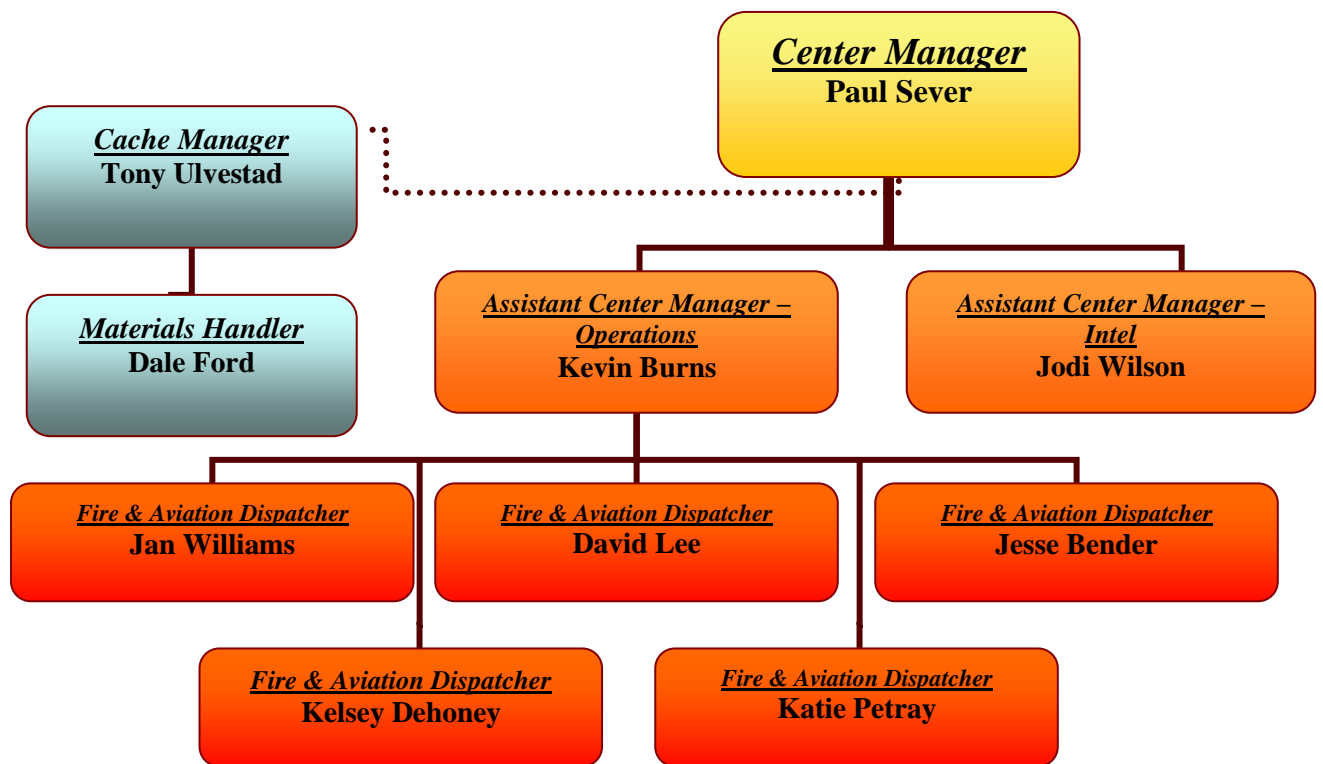 Center Manager
Paul Sever
Cache Manager
Tony Ulvestad
Materials Handler
Dale Ford
Assistant Center Manager –
Operations
Kevin Burns
Assistant Center Manager –
Intel
Jodi Wilson
Fire & Aviation Dispatcher
Jan Williams
Fire & Aviation Dispatcher
David Lee
Fire & Aviation Dispatcher
Jesse Bender
Fire & Aviation Dispatcher
Kelsey Dehoney
Fire & Aviation Dispatcher
Katie Petray